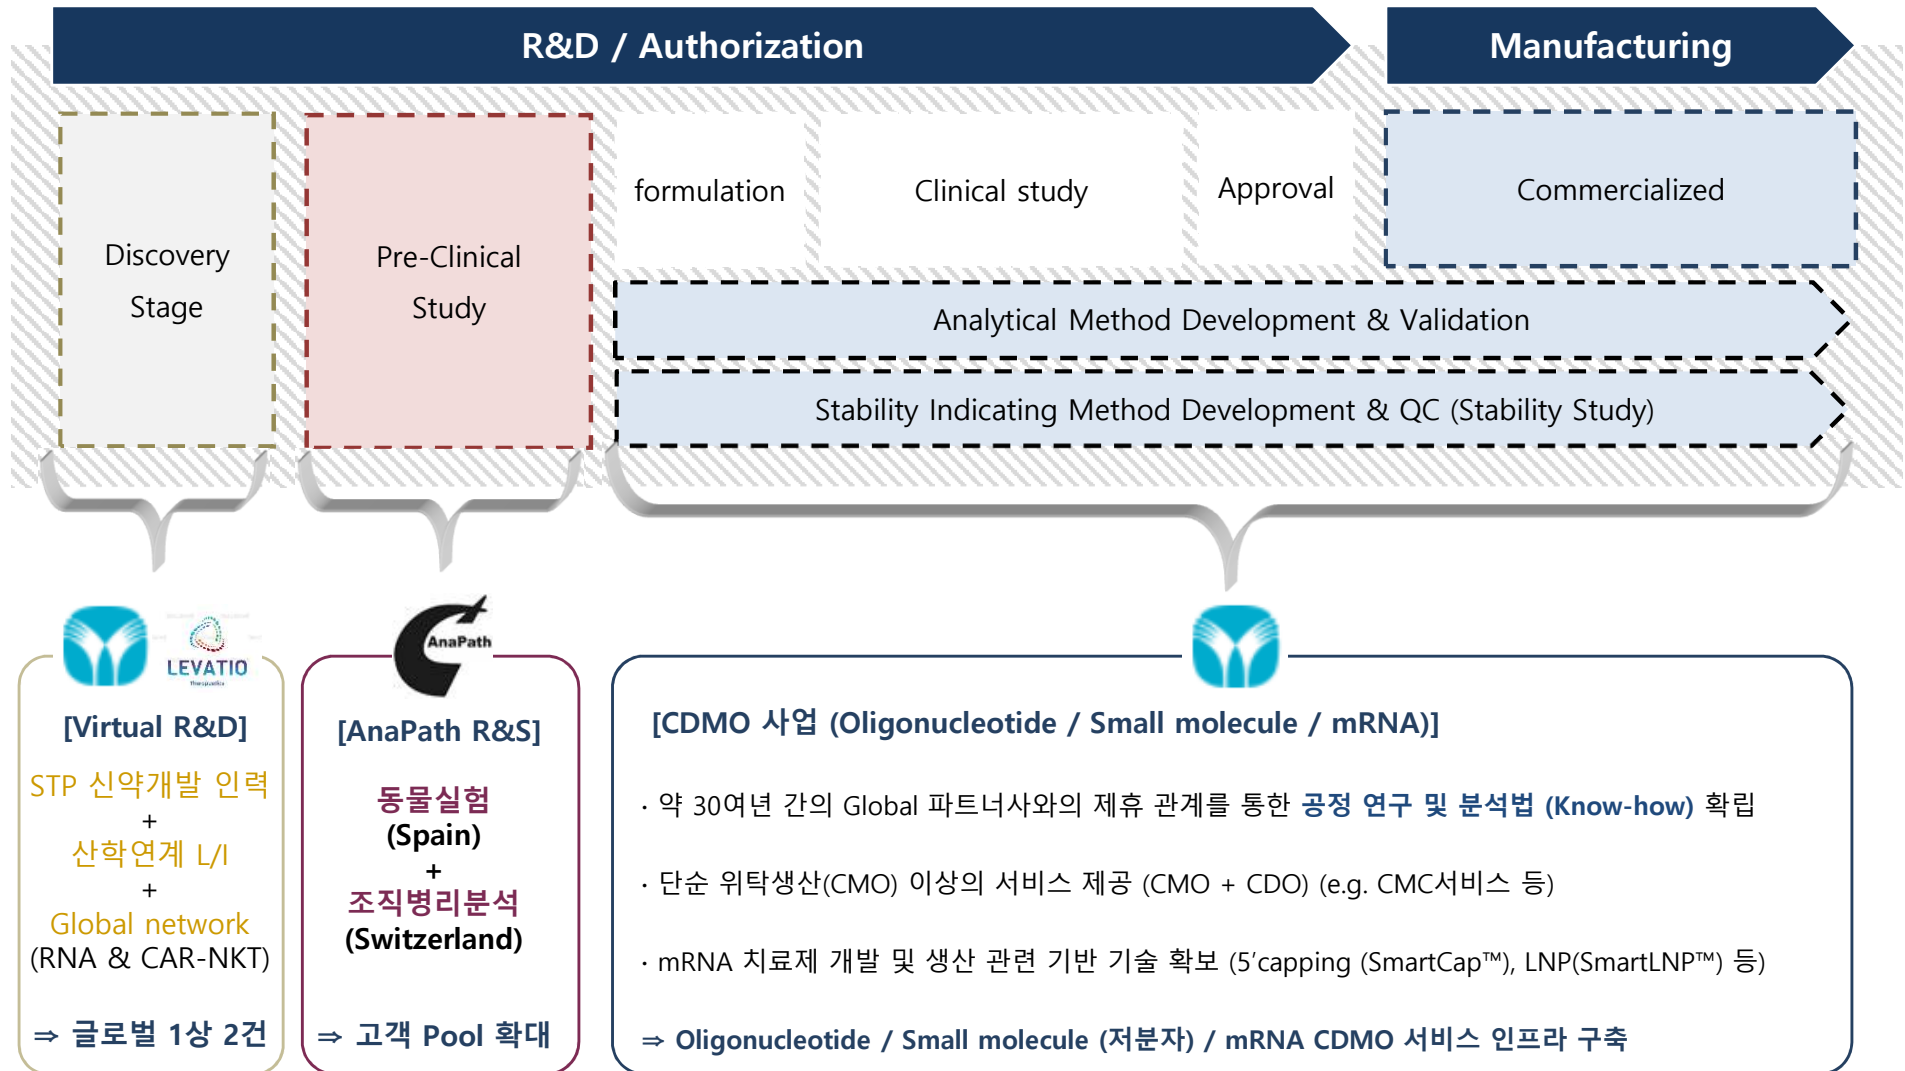 R&D / Authorization
Manufacturing
Discovery
Stage
Pre-Clinical
Study
formulation
Clinical study
Approval
Commercialized
Analytical Method Development & Validation
Stability Indicating Method Development & QC (Stability Study)
LEVATIO
Therapeutics
AnaPath
[Virtual R&D]
STP 신약개발 인력
+
산학연계 L/I
+
Global network
(RNA & CAR-NKT)
⇒ 글로벌 1상 2건
[AnaPath R&S]
동물실험
(Spain)
+
조직병리분석
(Switzerland)
⇒ 고객 Pool 확대
[CDMO 사업 (Oligonucleotide / Small molecule / mRNA)]
· 약 30여년 간의 Global 파트너사와의 제휴 관계를 통한 공정 연구 및 분석법 (Know-how) 확립
· 단순 위탁생산(CMO) 이상의 서비스 제공 (CMO + CDO) (e.g. CMC서비스 등)
· mRNA 치료제 개발 및 생산 관련 기반 기술 확보 (5’capping (SmartCap™), LNP(SmartLNP™) 등)
⇒ Oligonucleotide / Small molecule (저분자) / mRNA CDMO 서비스 인프라 구축